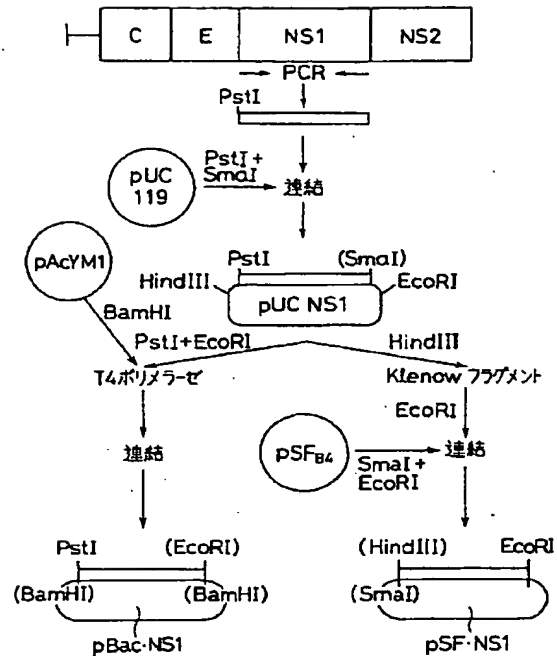 C E NS1 NS2
PCR
PstI
pUC
119
PstI+
SmaI
連結
pAcYM1
PstI (SmaI)
HindIII EcoRI
pUC NS1
BamHI
PstI+EcoRI HindIII
T4ポリメラーゼ Klenow フラグメント
EcoRI
連結 pSFB4 連結
SmaI+
EcoRI
PstI (EcoRI) (HindIII) EcoRI
(BamHI) (BamHI) (SmaI)
pBac·NS1 pSF·NS1